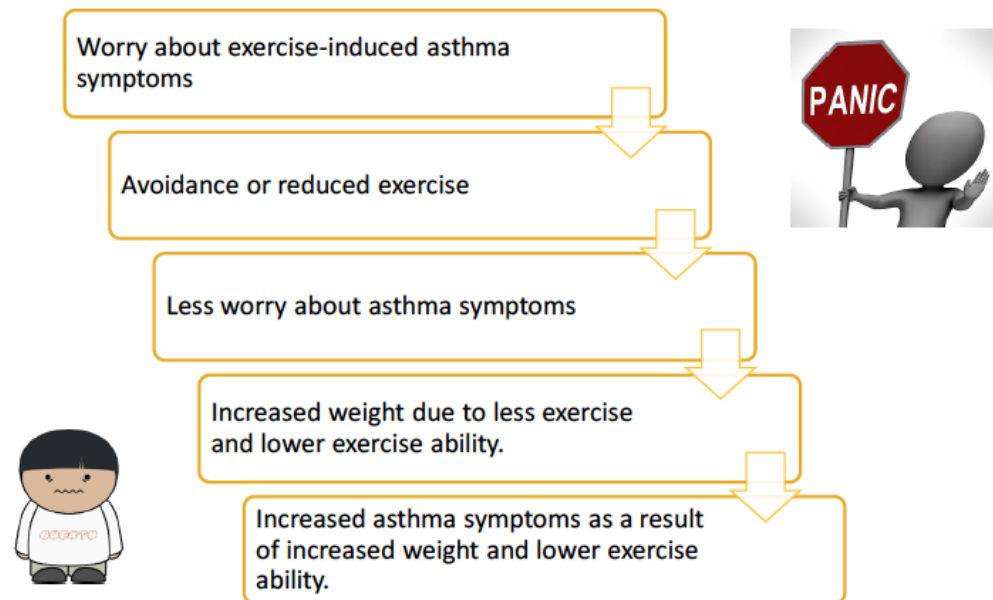 Worry about exercise-induced asthma
symptoms
PANIC
Avoidance or reduced exercise
Less worry about asthma symptoms
Increased weight due to less exercise
and lower exercise ability.
Increased asthma symptoms as a result
of increased weight and lower exercise
ability.